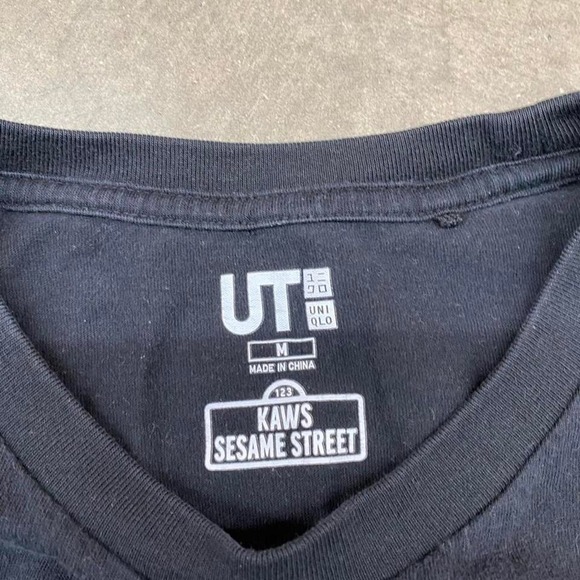 UT
ユニ
クロ
UNI
QLO
M
MADE IN CHINA
123
KAWS
SESAME STREET